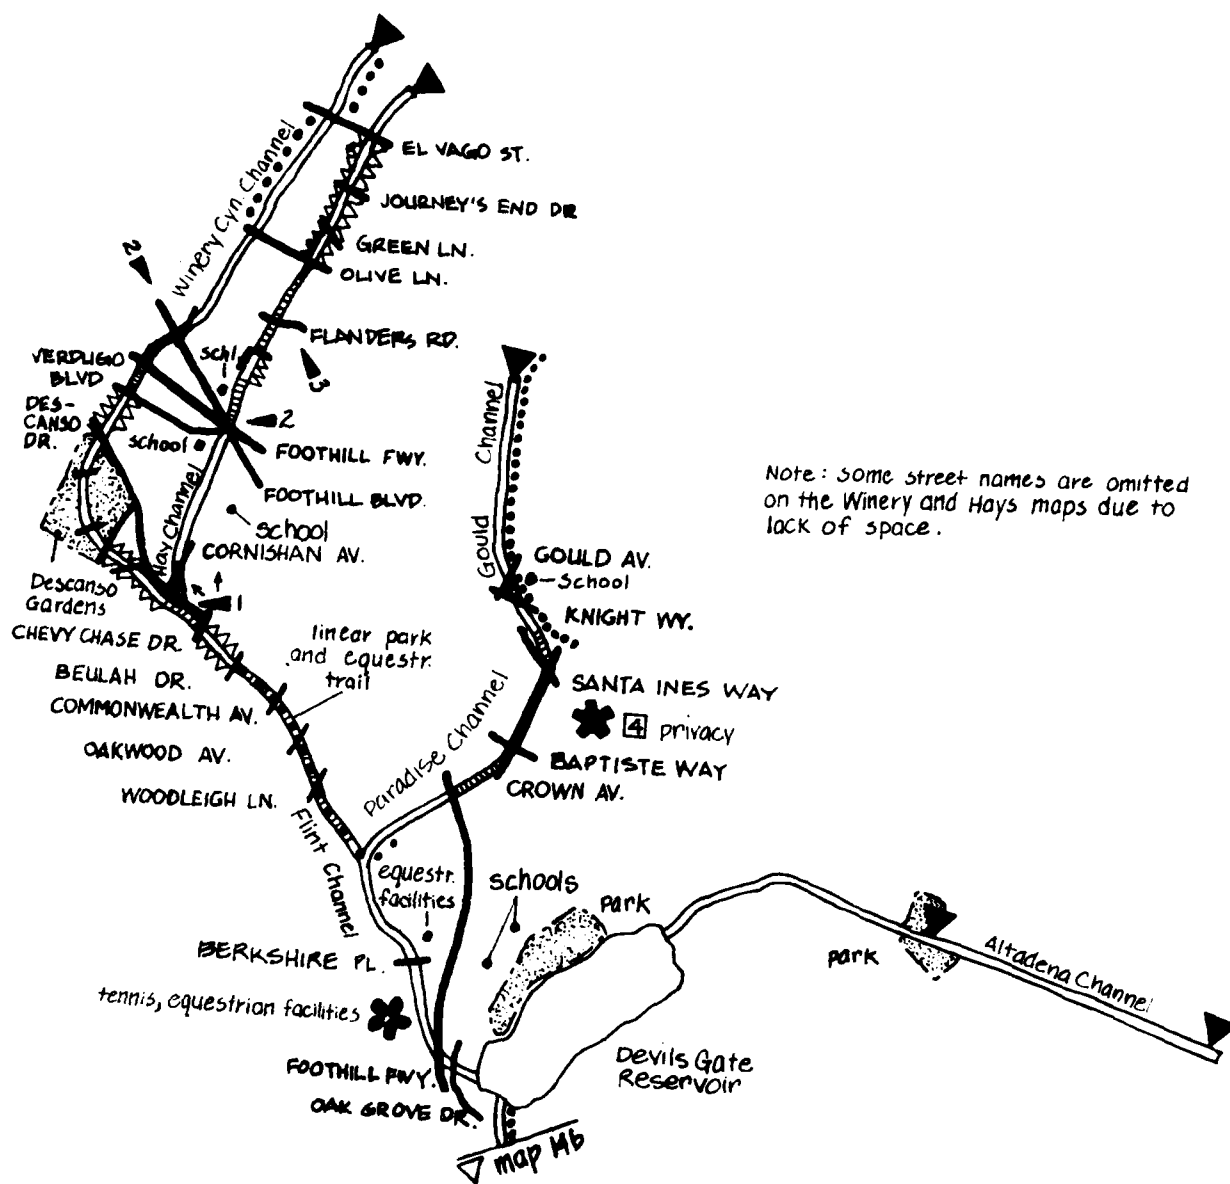 EL VAGO ST.
Winery Cyn. Channel
JOURNEY'S END DR
GREEN LN.
OLIVE LN.
2
FLANDERS RD.
schl
VERDUGO
BLVD
3
DES-
CANSO
DR.
2
school
FOOTHILL FWY.
FOOTHILL BLVD.
Hay Channel
school
CORNISHAN AV.
Gould Channel
Note: Some street names are omitted
on the Winery and Hays maps due to
lack of space.
GOULD AV.
School
KNIGHT WY.
Descanso
Gardens
1
CHEVY CHASE DR.
linear park
and equestr.
trail
BEULAH DR.
COMMONWEALTH AV.
OAKWOOD AV.
WOODLEIGH LN.
SANTA INES WAY
4 privacy
Paradise Channel
BAPTISTE WAY
CROWN AV.
Flint Channel
equestr.
facilities
schools
park
BERKSHIRE PL.
park
Altadena Channel
tennis, equestrian facilities
Devils Gate
Reservoir
FOOTHILL FWY.
OAK GROVE DR.
map 14b